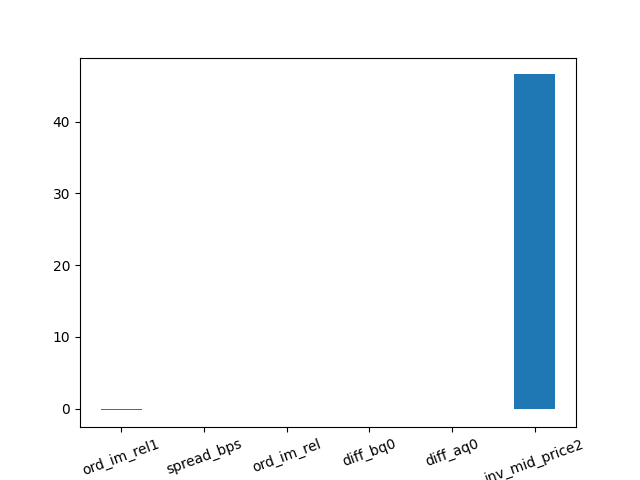 40
30
20
10
0
ord_im_rel1
spread_bps
ord_im_rel
diff_bq0
diff_aq0
inv_mid_price2